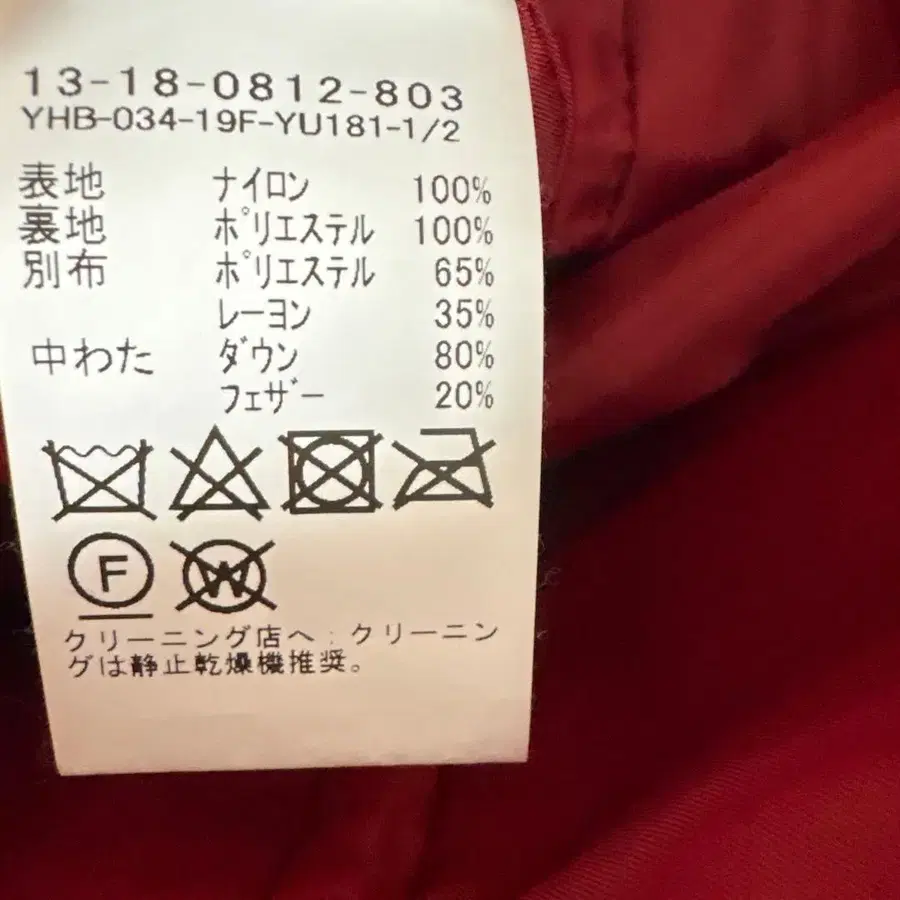 13-18-0812-803
YHB-034-19F-YU181-1/2
表地 ナイロン 100%
裏地 ポリエステル 100%
別布 ポリエステル 65%
レーヨン 35%
中わた ダウン 80%
フェザー 20%
F W
クリーニング店へ：クリーニン
グは静止乾燥機推奨。